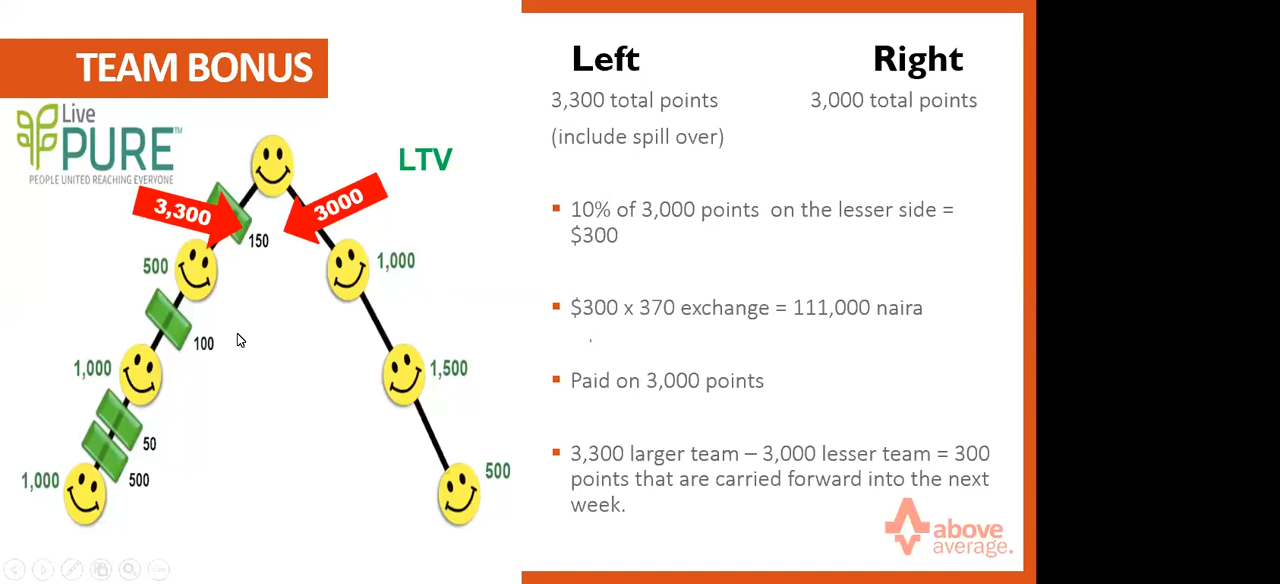 TEAM BONUS
Live
PURE™
PEOPLE UNITED REACHING EVERYONE
LTV
3,300
3000
150
500
1,000
100
1,000
1,500
50
1,000
500
500
Left
Right
3,300 total points
3,000 total points
(include spill over)
10% of 3,000 points on the lesser side =
$300
$300 x 370 exchange = 111,000 naira
Paid on 3,000 points
3,300 larger team – 3,000 lesser team = 300
points that are carried forward into the next
week.
above
average.